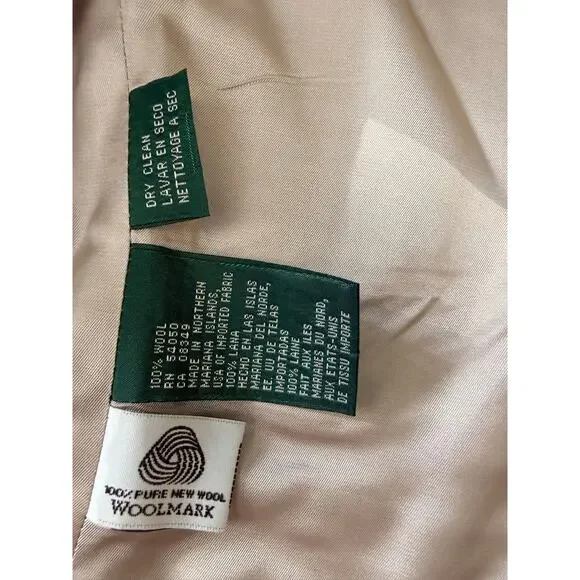 DRY CLEAN
LAVAR EN SECO
NETTOYAGE A SEC
100% WOOL
RN 54050
CA 08349
MADE IN NORTHERN
MARIANA ISLANDS,
USA OF IMPORTED FABRIC
100% LANA
HECHO EN LAS ISLAS
MARIANA DEL NORDE,
EE. UU DE TELAS
IMPORTADAS
100% LAINE
FAIT AUX ILES
MARIANES DU NORD,
AUX ETATS-UNIS
DE TISSU IMPORTE
100% PURE NEW WOOL
WOOLMARK